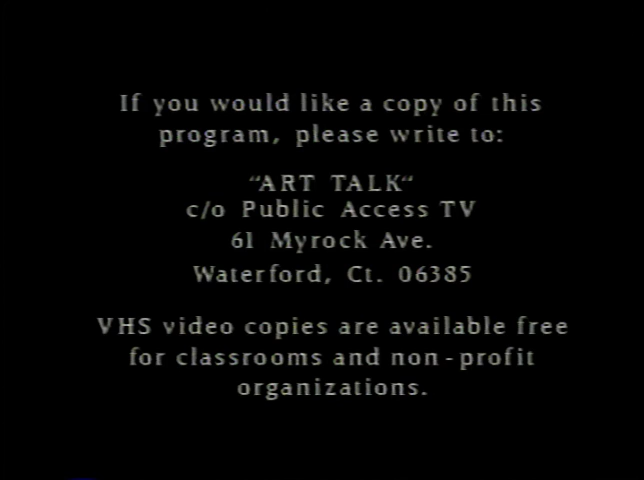 If you would like a copy of this
program, please write to:
"ART TALK"
c/o Public Access TV
61 Myrock Ave.
Waterford, Ct. 06385
VHS video copies are available free
for classrooms and non-profit
organizations.